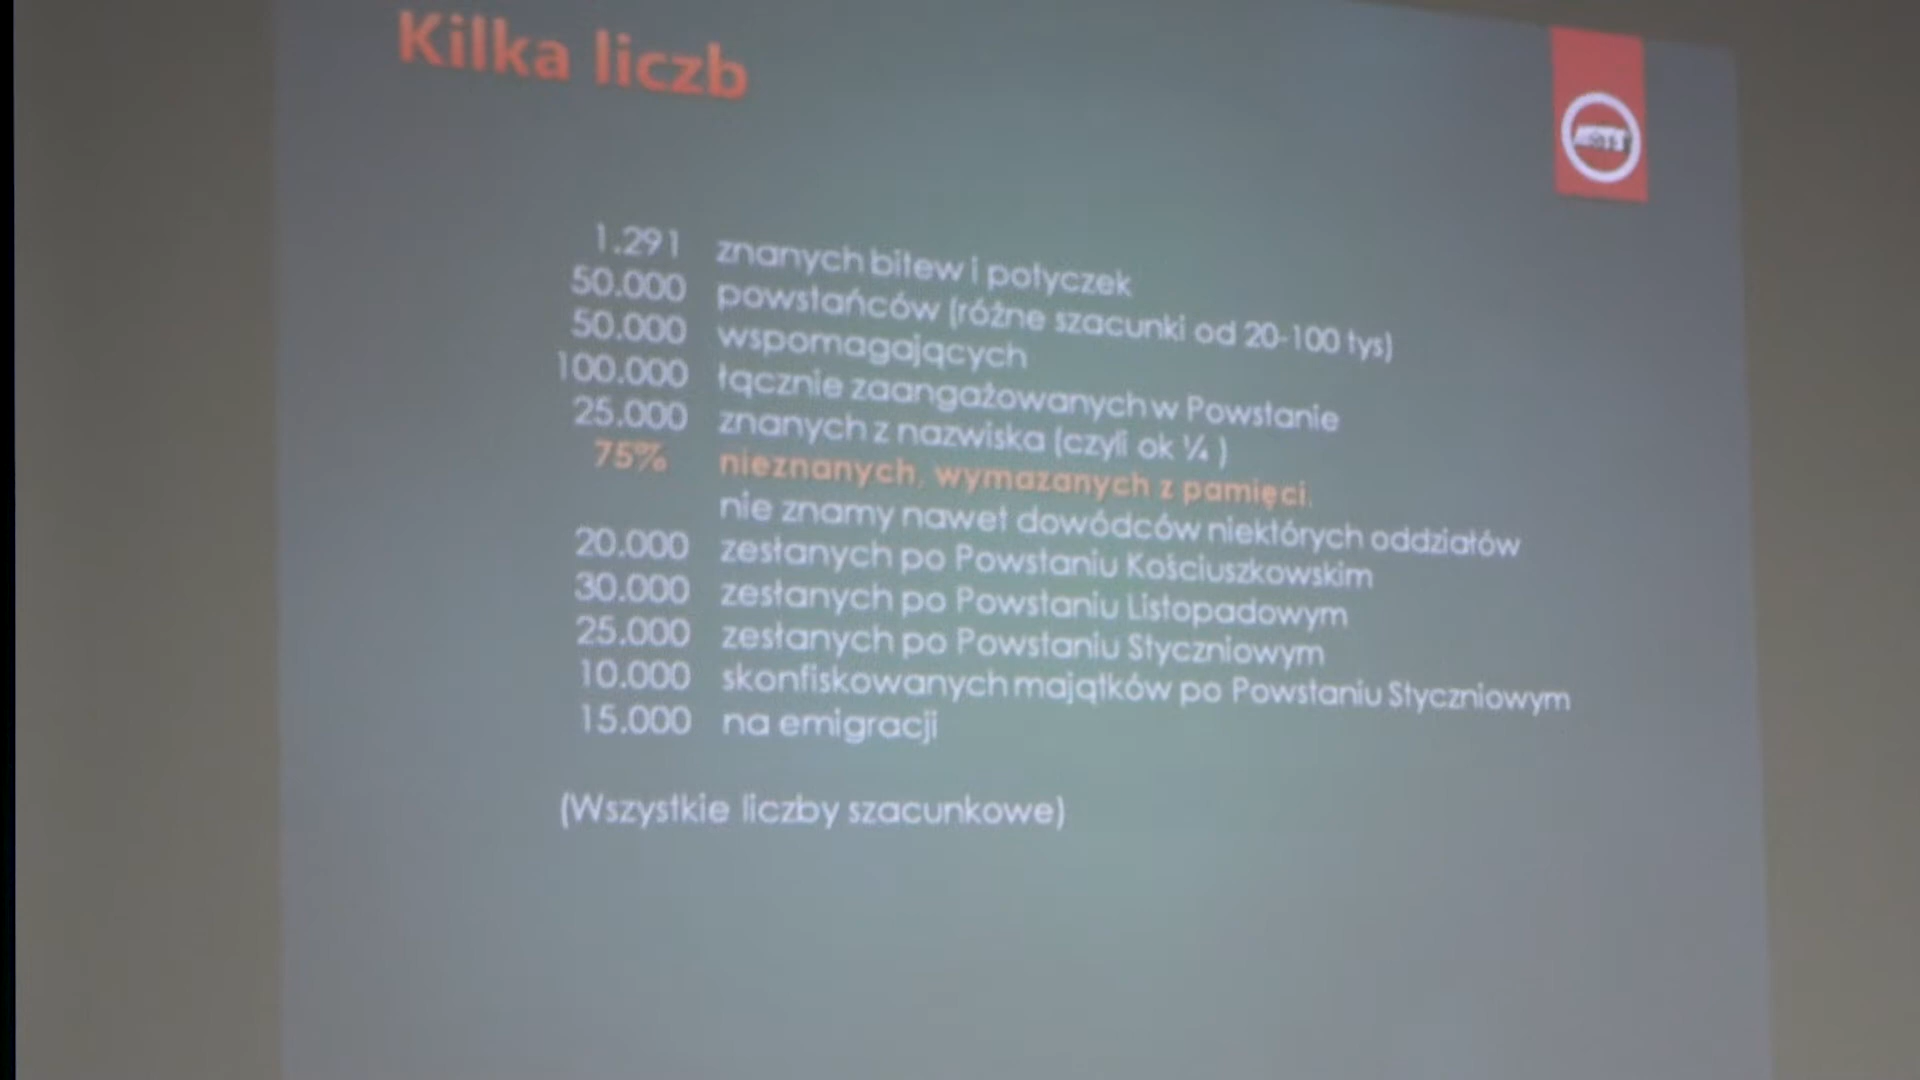 Kilka liczb
1.291 znanych bitew i potyczek
50.000 powstańców (różne szacunki od 20-100 tys)
50.000 wspomagających
100.000 łącznie zaangażowanych w Powstanie
25.000 znanych z nazwiska (czyli ok ¼ )
75% nieznanych, wymazanych z pamięci.
nie znamy nawet dowódców niektórych oddziałów
20.000 zesłanych po Powstaniu Kościuszkowskim
30.000 zesłanych po Powstaniu Listopadowym
25.000 zesłanych po Powstaniu Styczniowym
10.000 skonfiskowanych majątków po Powstaniu Styczniowym
15.000 na emigracji
(Wszystkie liczby szacunkowe)